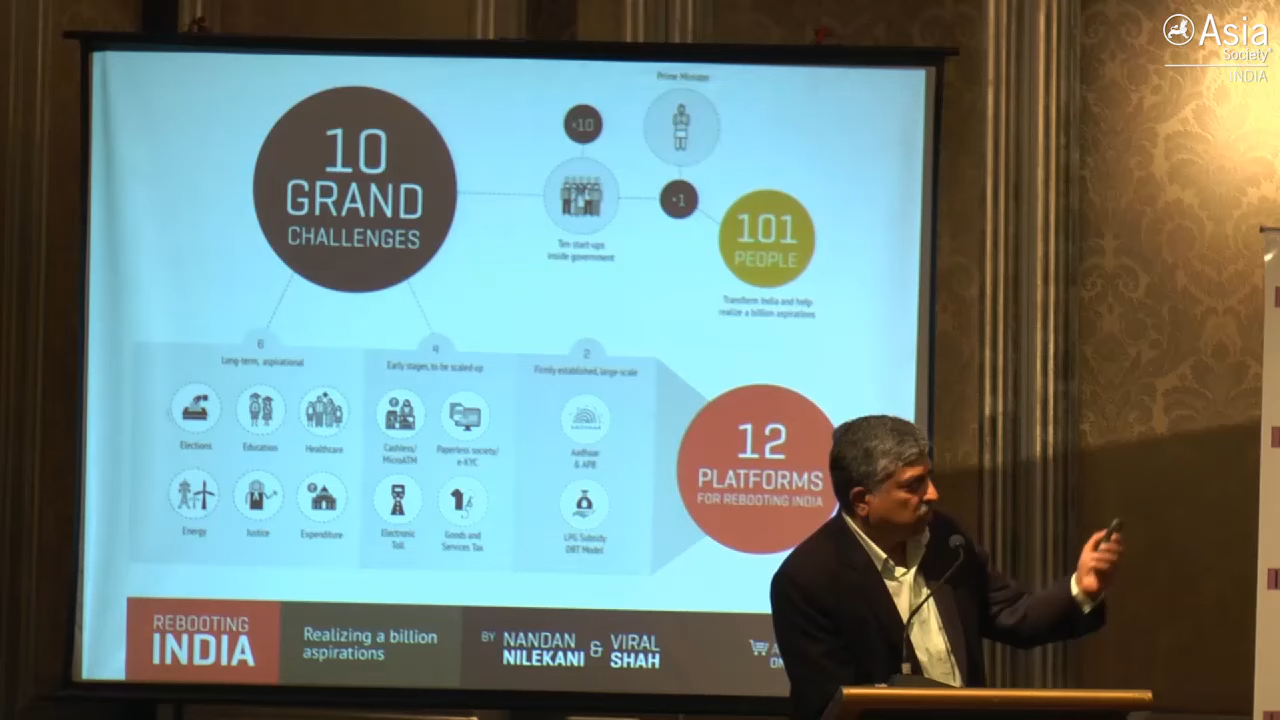 Asia
Society
INDIA
Prime Minister
10
GRAND
CHALLENGES
×10
Ten start-ups
inside government
+1
101
PEOPLE
Transform India and help
realize a billion aspirations
6
Long-term, aspirational
4
Early stages, to be scaled-up
2
Firmly established, large-scale
Elections
Education
Healthcare
Cashless/
MicroATM
Paperless society/
e-KYC
AADHAAR
Aadhaar
& APB
Energy
Justice
Expenditure
Electronic
Toll
Goods and
Services Tax
LPG Subsidy
DBT Model
12
PLATFORMS
FOR REBOOTING INDIA
REBOOTING
INDIA
Realizing a billion
aspirations
BY NANDAN
NILEKANI & VIRAL
SHAH